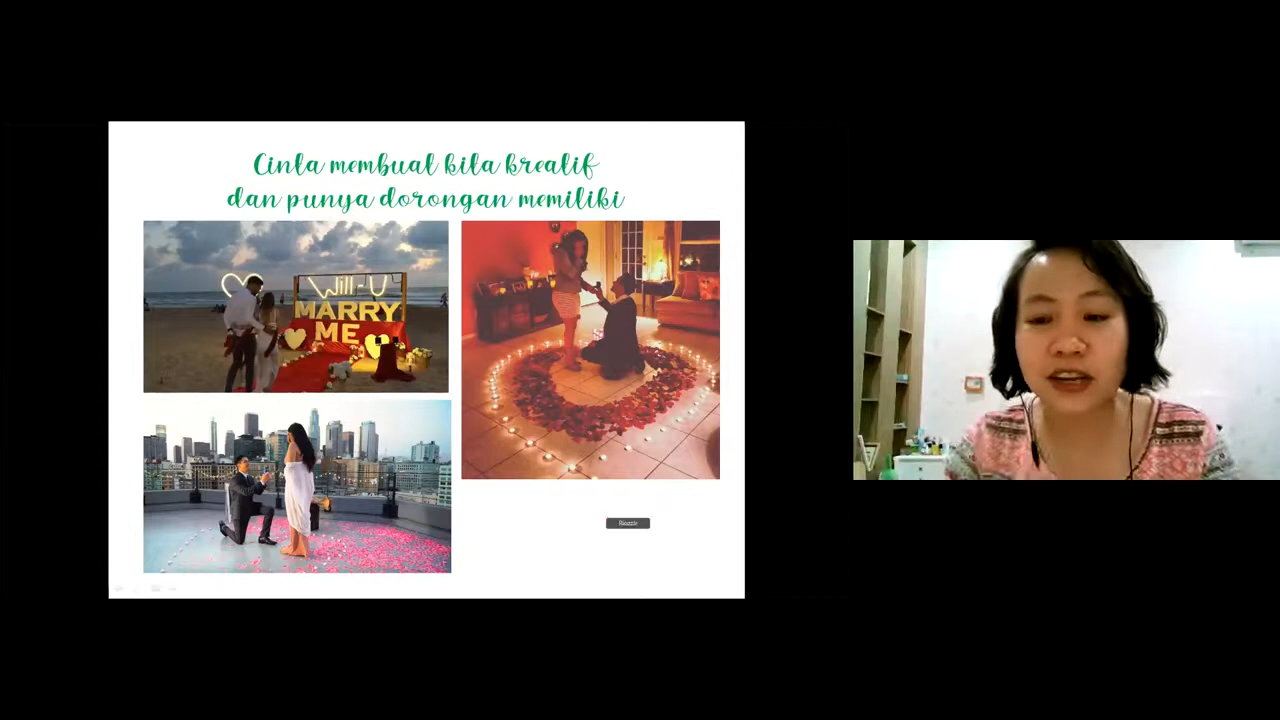 Cinta membuat kita kreatif
dan punya dorongan memiliki
Will - U
MARRY
ME